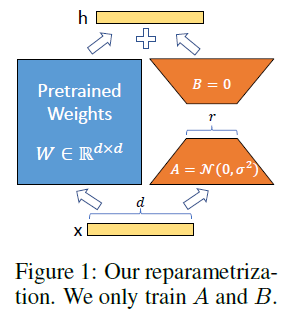 h
Pretrained
Weights
W ∈ ℝ^{d×d}
B = 0
r
A = 𝒩(0, σ²)
d
x
Figure 1: Our reparametriza-
tion. We only train A and B.